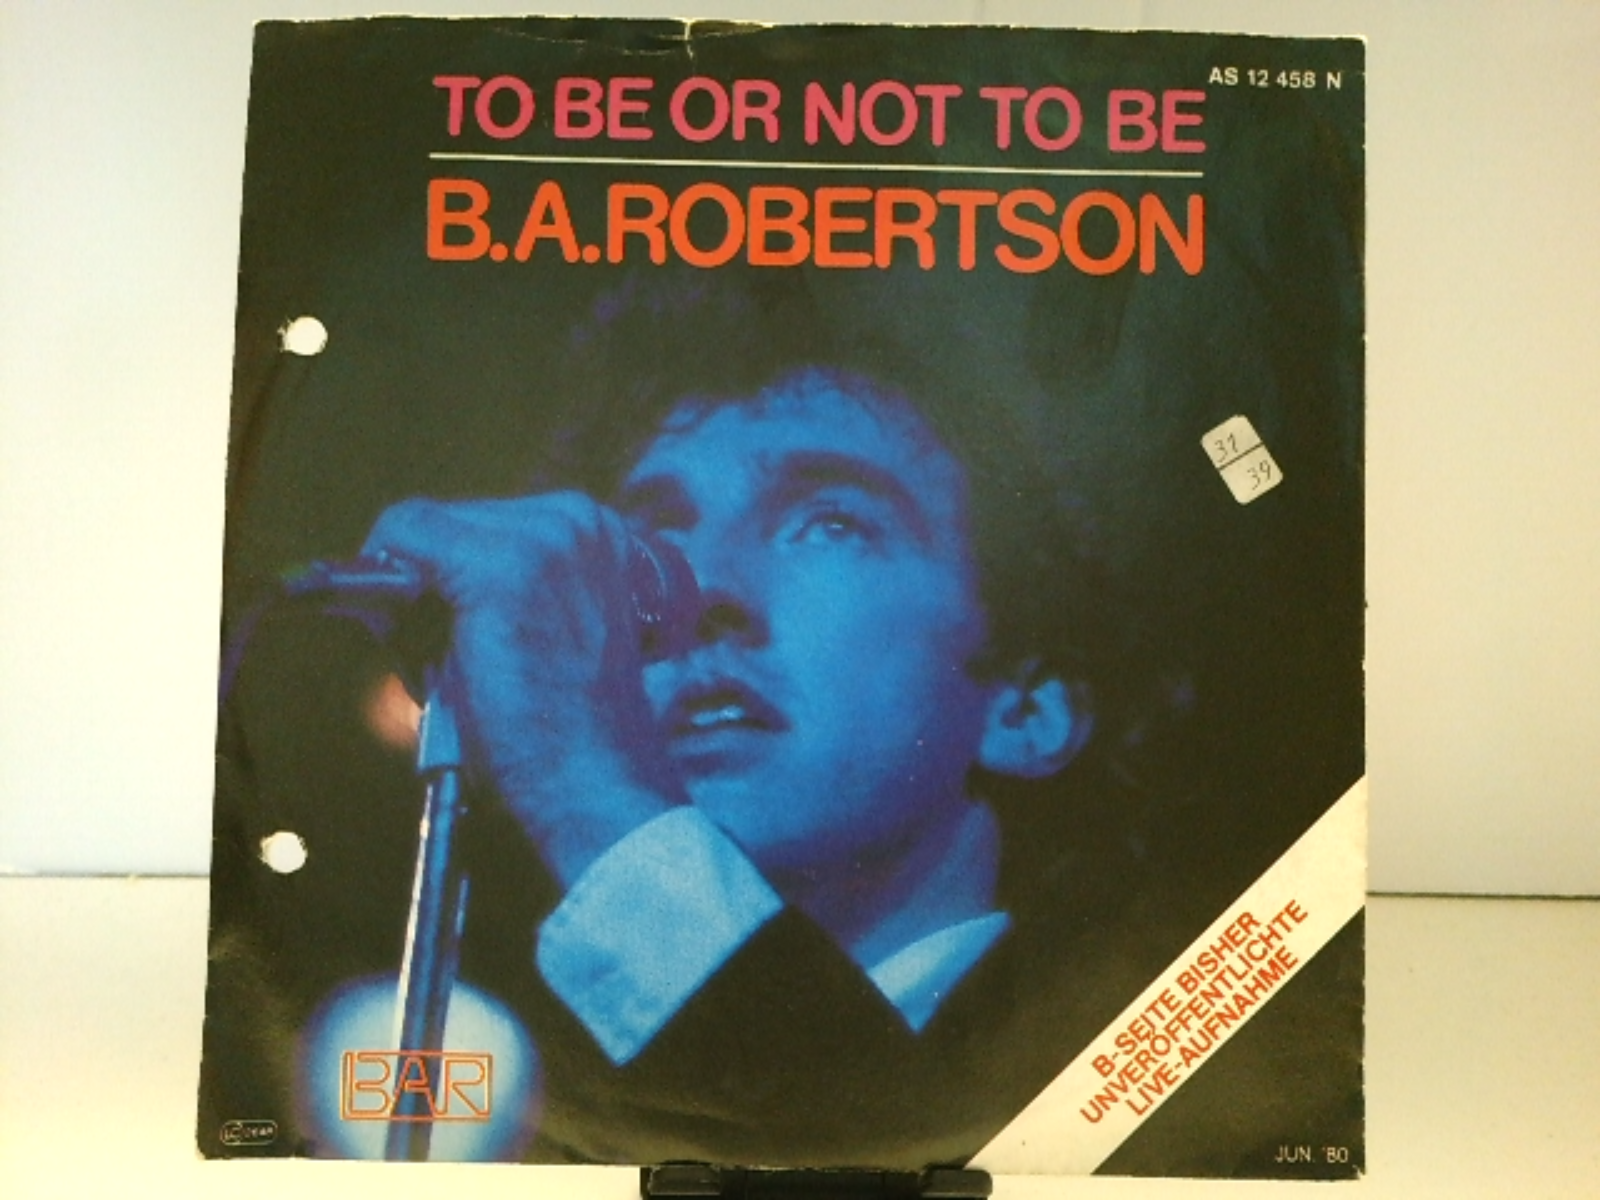 AS 12 458 N
TO BE OR NOT TO BE
B.A.ROBERTSON
37
39
B-SEITE BISHER
UNVERÖFFENTLICHTE
LIVE-AUFNAHME
BAR
JUN. '80